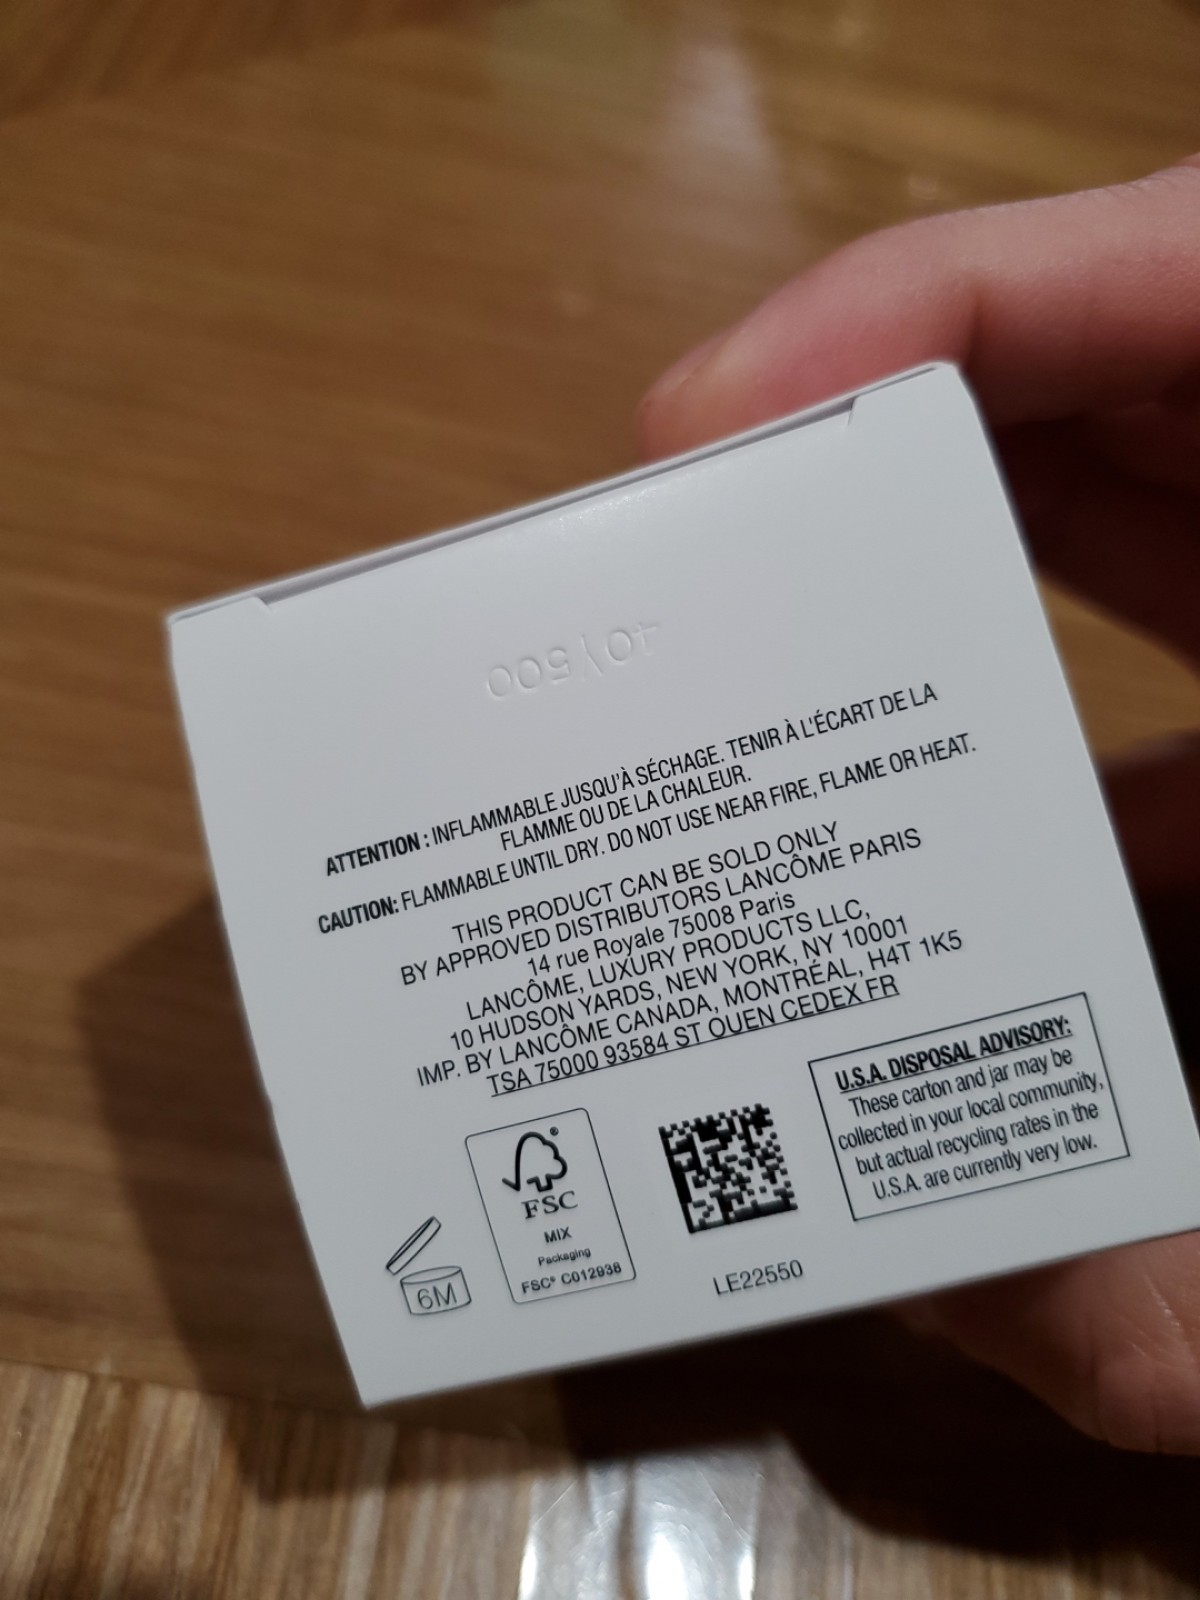 ATTENTION : INFLAMMABLE JUSQU'À SÉCHAGE. TENIR À L'ÉCART DE LA
FLAMME OU DE LA CHALEUR.
CAUTION: FLAMMABLE UNTIL DRY. DO NOT USE NEAR FIRE, FLAME OR HEAT.
THIS PRODUCT CAN BE SOLD ONLY
BY APPROVED DISTRIBUTORS LANCÔME PARIS
14 rue Royale 75008 Paris
LANCÔME, LUXURY PRODUCTS LLC,
10 HUDSON YARDS, NEW YORK, NY 10001
IMP. BY LANCÔME CANADA, MONTRÉAL, H4T 1K5
TSA 75000 93584 ST OUEN CEDEX FR
6M
FSC®
MIX
Packaging
FSC® C012938
LE22550
U.S.A. DISPOSAL ADVISORY:
These carton and jar may be
collected in your local community,
but actual recycling rates in the
U.S.A. are currently very low.